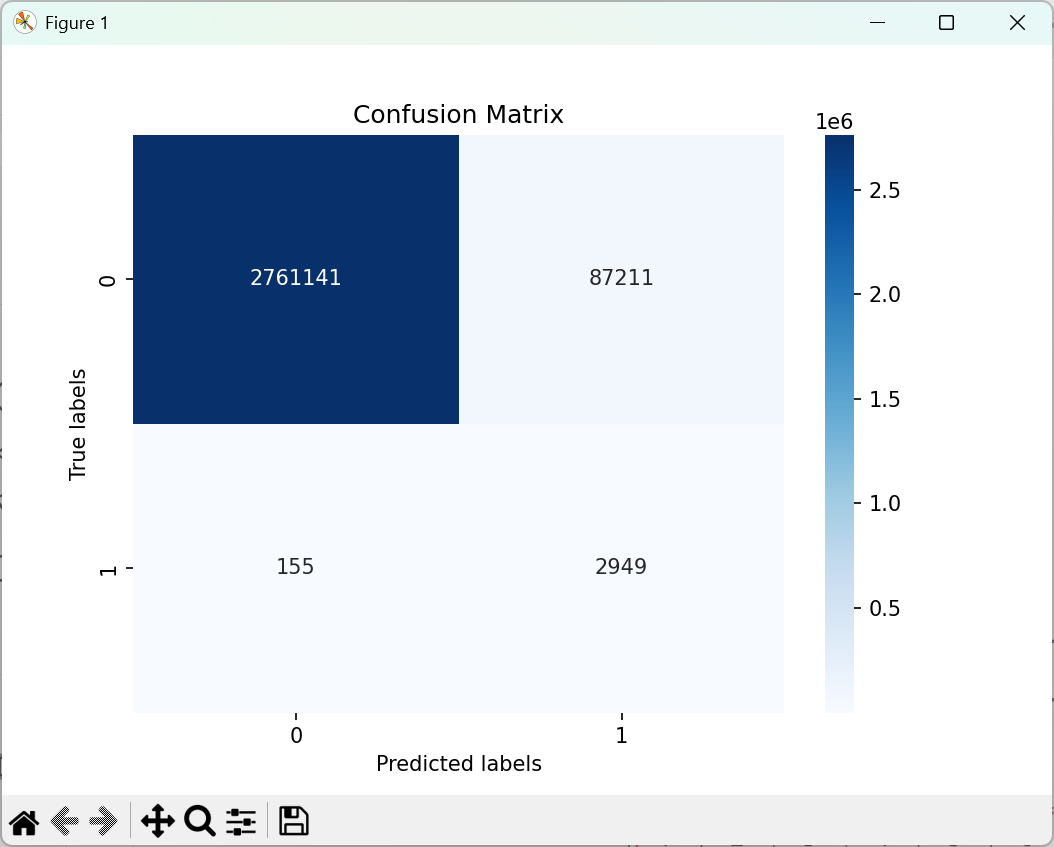 Figure 1
Confusion Matrix
1e6
2761141
87211
155
2949
True labels
0
1
0
1
Predicted labels
2.5
2.0
1.5
1.0
0.5